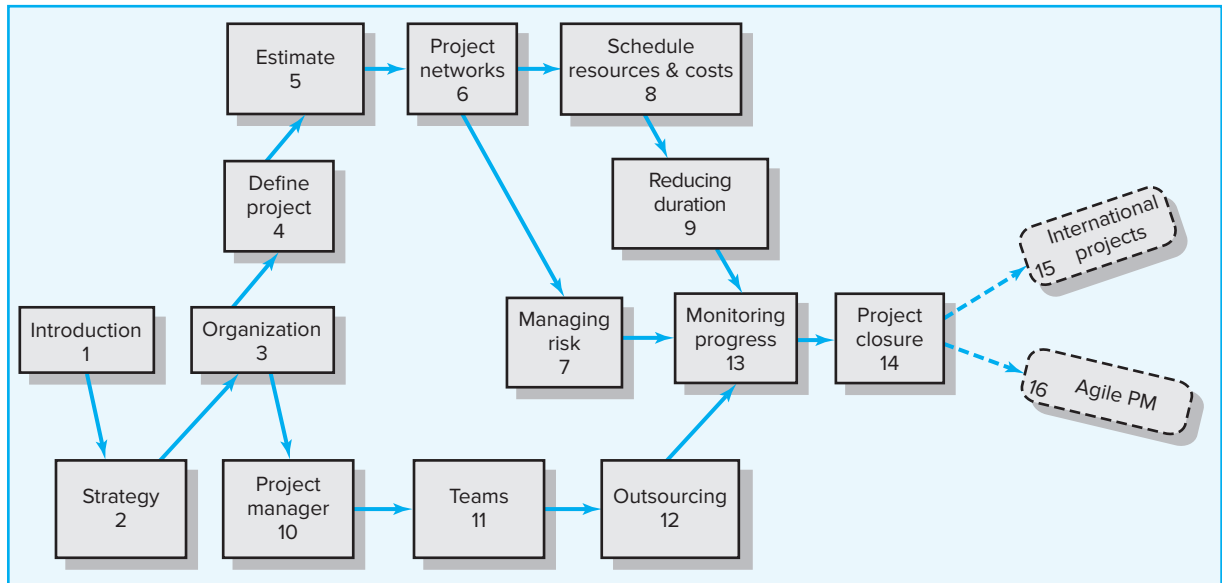 Estimate
5
Project
networks
6
Schedule
resources & costs
8
Define
project
4
Reducing
duration
9
International
projects
15
Introduction
1
Organization
3
Managing
risk
7
Monitoring
progress
13
Project
closure
14
Agile PM
16
Strategy
2
Project
manager
10
Teams
11
Outsourcing
12